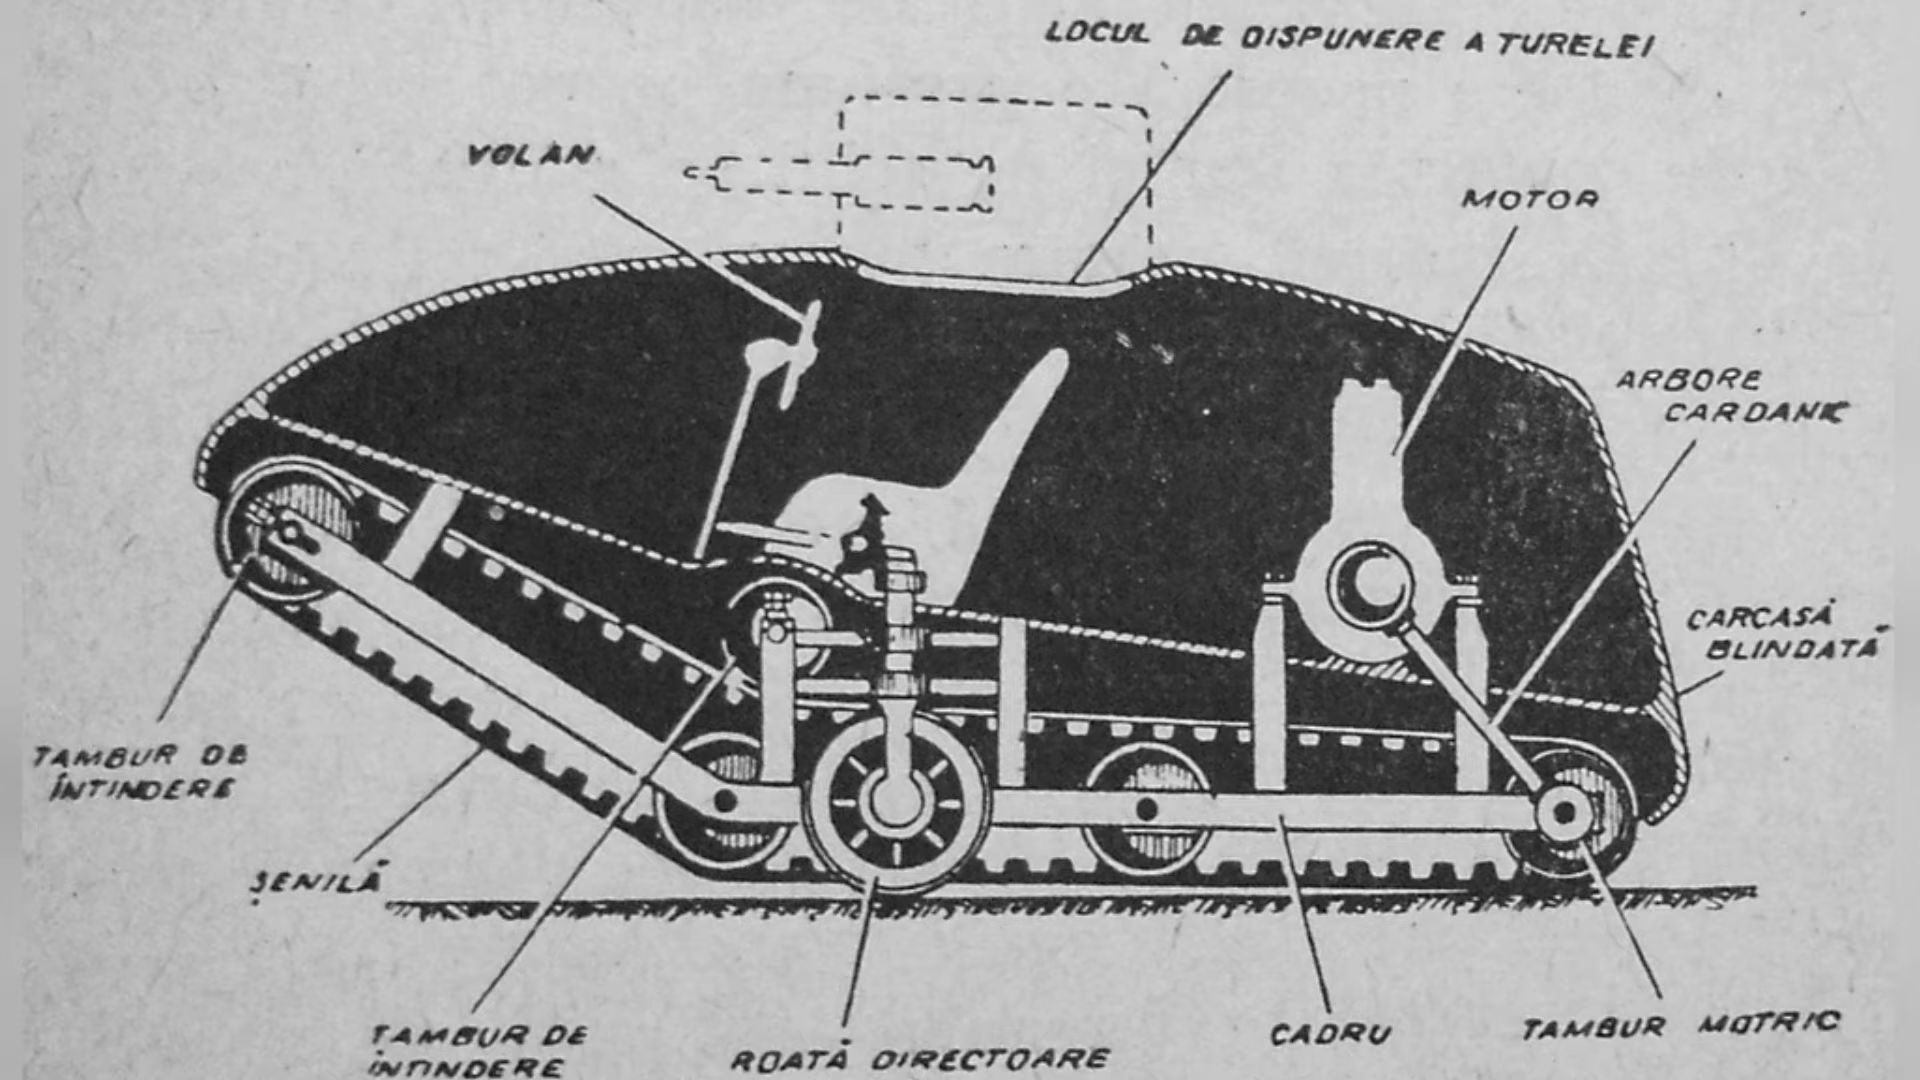 LOCUL DE DISPUNERE A TURELEI
VOLAN
MOTOR
ARBORE
CARDANIC
CARCASĂ
BLINDATĂ
TAMBUR DE
ÎNTINDERE
ȘENILĂ
TAMBUR DE
ÎNTINDERE
ROATĂ DIRECTOARE
CADRU
TAMBUR MOTRIC